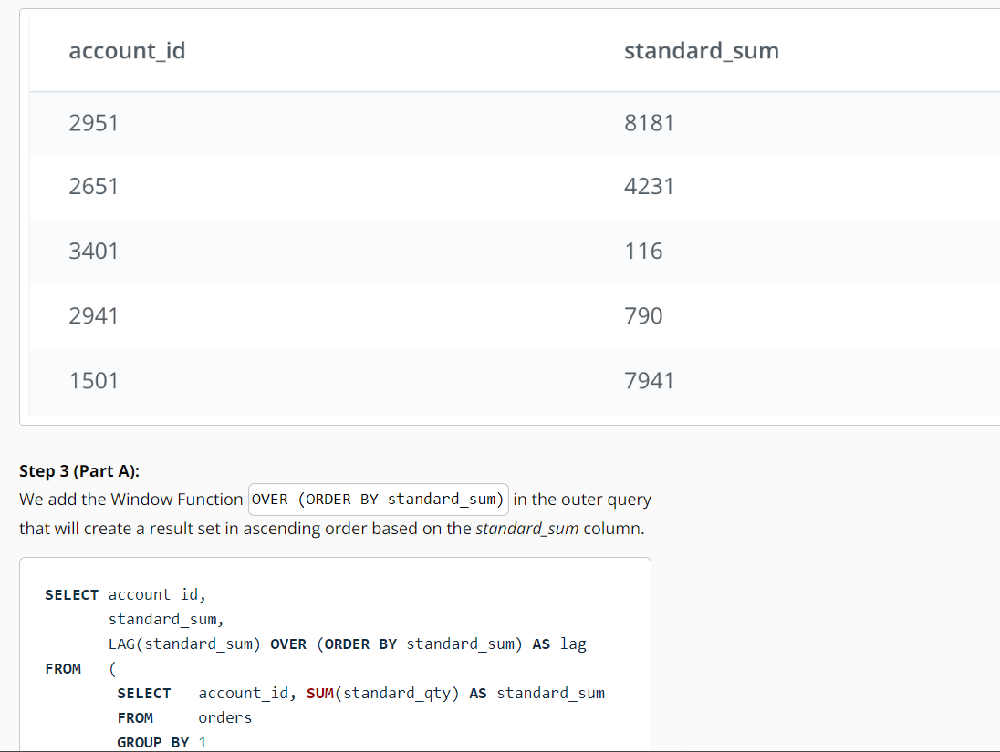 account_id standard_sum
2951 8181
2651 4231
3401 116
2941 790
1501 7941
Step 3 (Part A):
We add the Window Function OVER (ORDER BY standard_sum) in the outer query
that will create a result set in ascending order based on the standard_sum column.
SELECT account_id,
standard_sum,
LAG(standard_sum) OVER (ORDER BY standard_sum) AS lag
FROM (
SELECT account_id, SUM(standard_qty) AS standard_sum
FROM orders
GROUP BY 1